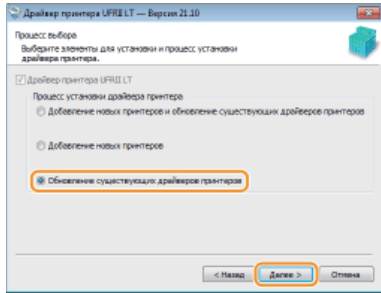 Драйвер принтера UFRII LT — Версия 21.10
Процесс выбора
Выберите элементы для установки и процесс установки
драйвера принтера.
Драйвер принтера UFRII LT
Процесс установки драйвера принтера
Добавление новых принтеров и обновление существующих драйверов принтеров
Добавление новых принтеров
Обновление существующих драйверов принтеров
< Назад
Далее >
Отмена